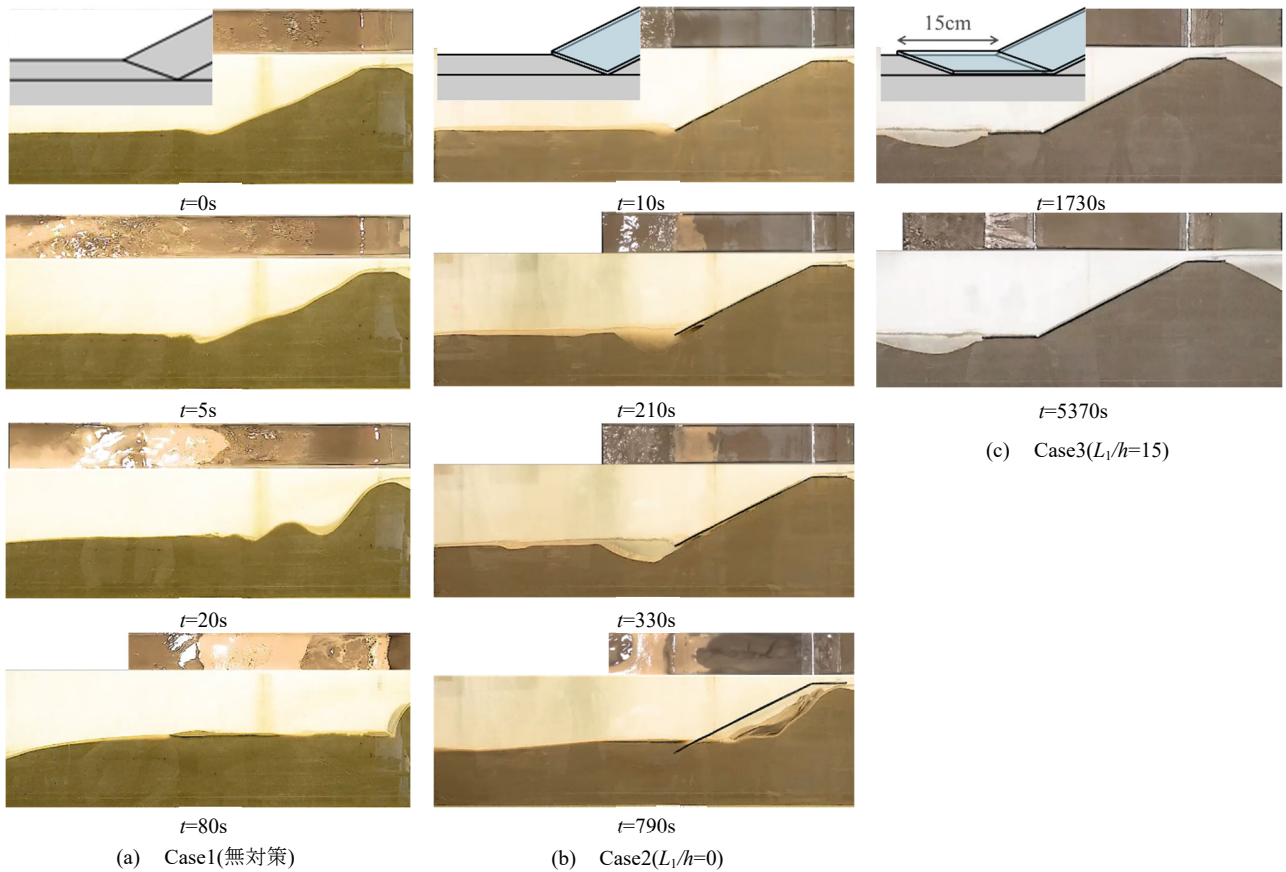 t=0s
t=5s
t=20s
t=80s
(a) Case1(無対策)
t=10s
t=210s
t=330s
t=790s
(b) Case2(L₁/h=0)
15cm
t=1730s
t=5370s
(c) Case3(L₁/h=15)